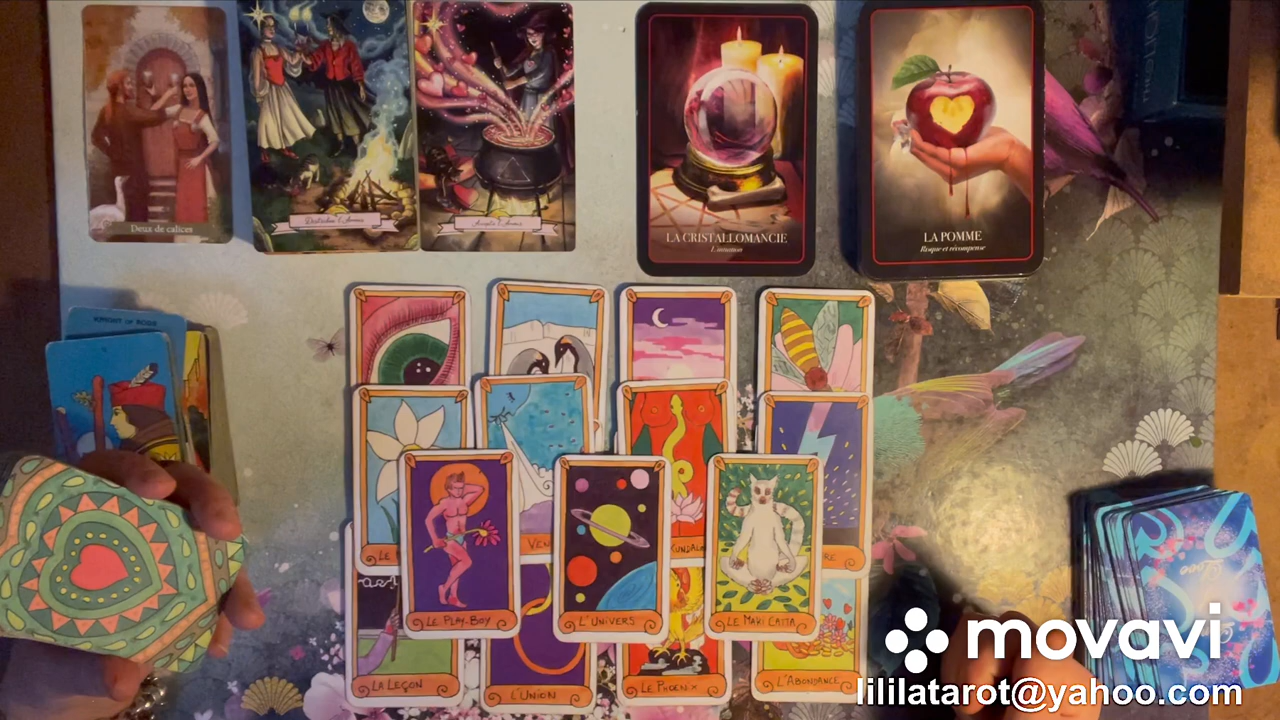 Deux de calices
LA CRISTALLOMANCIE
L'intuition
LA POMME
Risque et récompense
KNIGHT OF RODS
LE PLAY-BOY
L'UNIVERS
LE MAKI CATTA
LA LEÇON
L'UNION
LE PHOENIX
L'ABONDANCE
movavi
lililatarot@yahoo.com